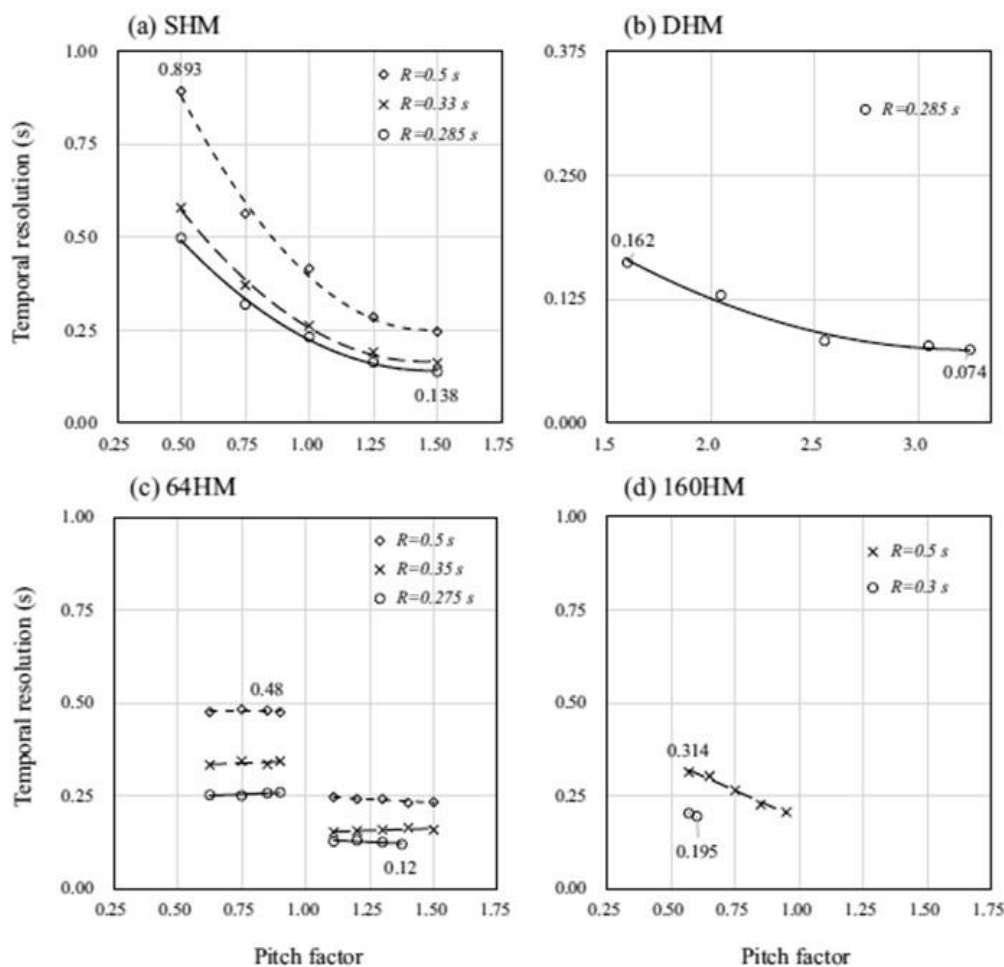 (a) SHM
Temporal resolution (s)
1.00
0.75
0.50
0.25
0.00
0.893
R=0.5 s
R=0.33 s
R=0.285 s
0.138
0.25 0.50 0.75 1.00 1.25 1.50 1.75
(b) DHM
0.375
0.250
0.125
0.000
R=0.285 s
0.162
0.074
1.5 2.0 2.5 3.0
(c) 64HM
Temporal resolution (s)
1.00
0.75
0.50
0.25
0.00
R=0.5 s
R=0.35 s
R=0.275 s
0.48
0.12
0.25 0.50 0.75 1.00 1.25 1.50 1.75
Pitch factor
(d) 160HM
1.00
0.75
0.50
0.25
0.00
R=0.5 s
R=0.3 s
0.314
0.195
0.25 0.50 0.75 1.00 1.25 1.50 1.75
Pitch factor